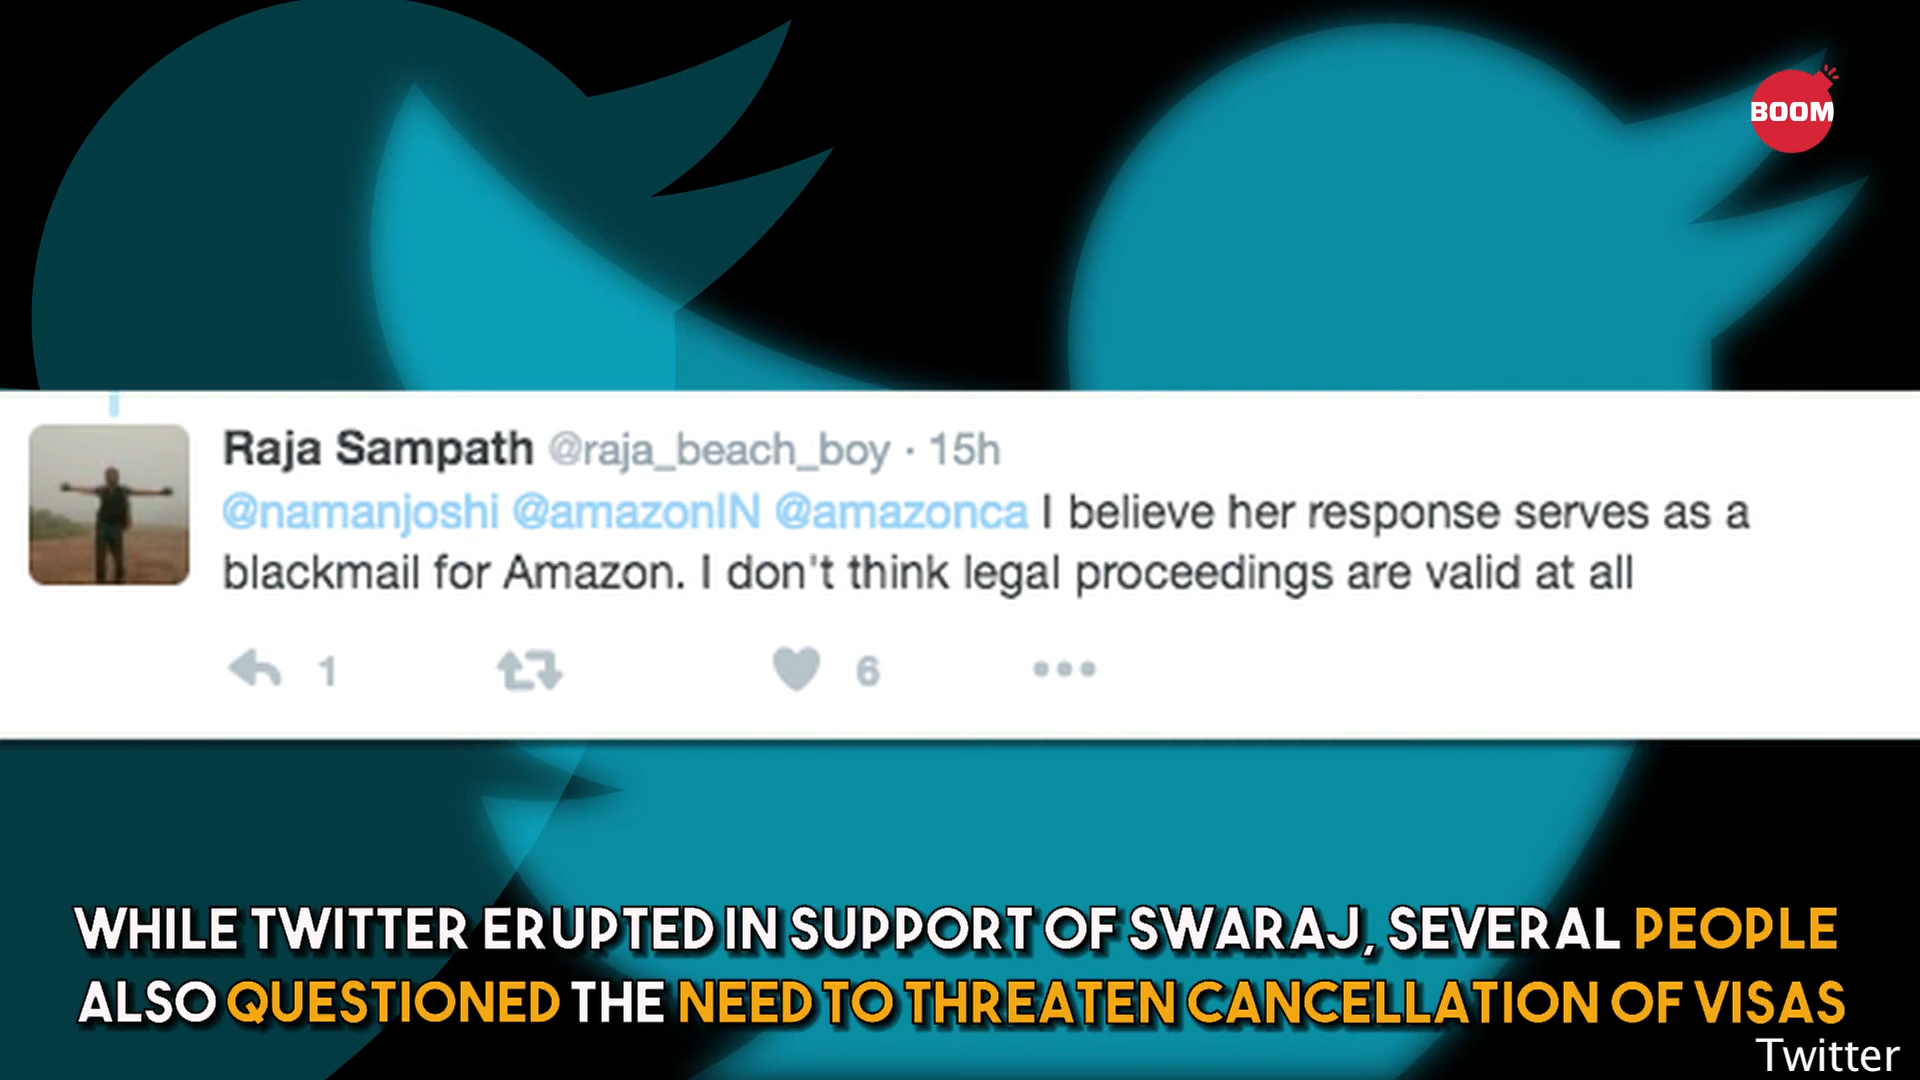 BOOM
Raja Sampath @raja_beach_boy · 15h
@namanjoshi @amazonIN @amazonca I believe her response serves as a
blackmail for Amazon. I don't think legal proceedings are valid at all
1 6
WHILE TWITTER ERUPTED IN SUPPORT OF SWARAJ, SEVERAL PEOPLE
ALSO QUESTIONED THE NEED TO THREATEN CANCELLATION OF VISAS
Twitter